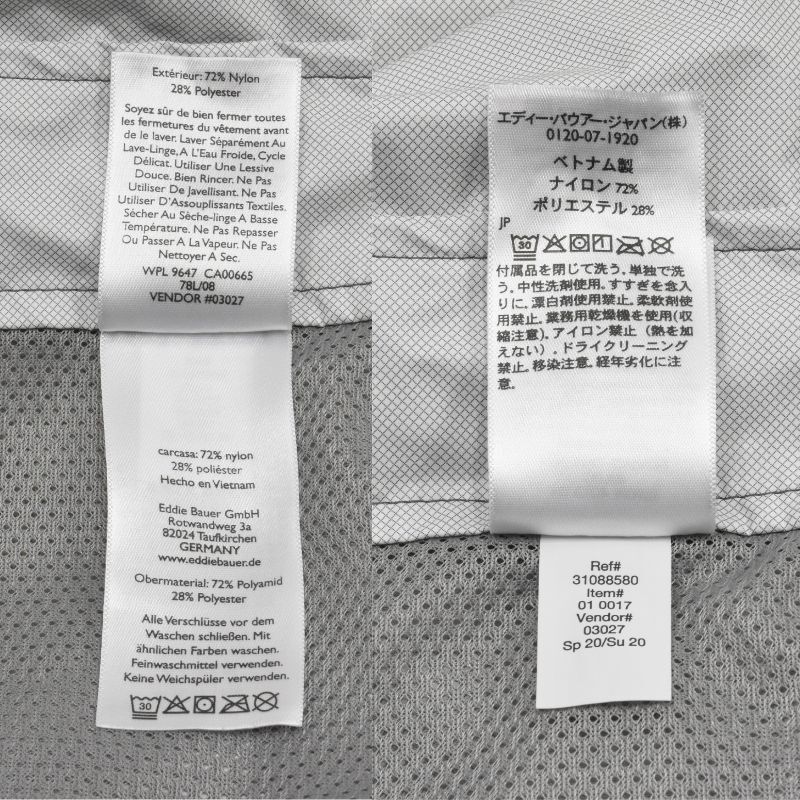 Extérieur: 72% Nylon
28% Polyester
Soyez sûr de bien fermer toutes
les fermetures du vêtement avant
de le laver. Laver Séparément Au
Lave-Linge, A L'Eau Froide, Cycle
Délicat. Utiliser Une Lessive
Douce. Bien Rincer. Ne Pas
Utiliser De Javellisant. Ne Pas
Utiliser D'Assouplissants Textiles.
Sécher Au Sèche-linge A Basse
Température. Ne Pas Repasser
Ou Passer A La Vapeur. Ne Pas
Nettoyer A Sec.
WPL 9647 CA00665
78L/08
VENDOR #03027
carcasa: 72% nylon
28% poliéster
Hecho en Vietnam
Eddie Bauer GmbH
Rotwandweg 3a
82024 Taufkirchen
GERMANY
www.eddiebauer.de
Obermaterial: 72% Polyamid
28% Polyester
Alle Verschlüsse vor dem
Waschen schließen. Mit
ähnlichen Farben waschen.
Feinwaschmittel verwenden.
Keine Weichspüler verwenden.
30
エディー・バウアー・ジャパン(株)
0120-07-1920
ベトナム製
ナイロン 72%
ポリエステル 28%
JP
30
付属品を閉じて洗う. 単独で洗
う. 中性洗剤使用. すすぎを念入
りに. 漂白剤使用禁止. 柔軟剤使
用禁止. 業務用乾燥機を使用(収
縮注意). アイロン禁止 (熱を加
えない) . ドライクリーニング
禁止. 移染注意. 経年劣化に注
意.
Ref#
31088580
Item#
01 0017
Vendor#
03027
Sp 20/Su 20